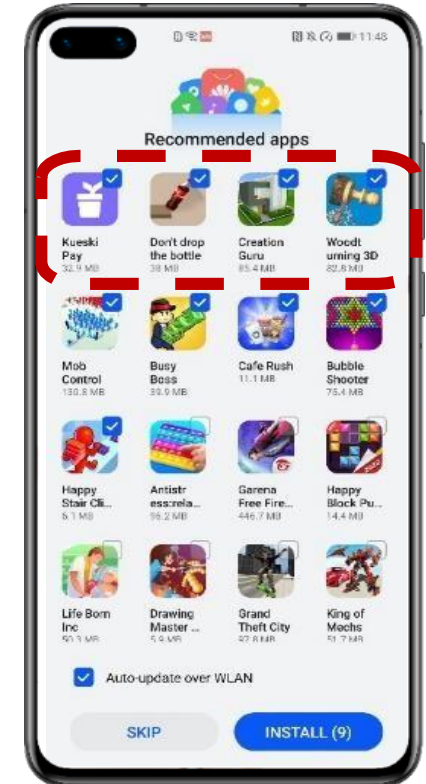 11:48
Recommended apps
Kueski Don't drop Creation Woodt
Pay the bottle Guru urning 3D
32.9 MB 38 MB 85.4 MB 82.8 MB
Mob Busy Cafe Rush Bubble
Control Boss 11.1 MB Shooter
130.8 MB 39.9 MB 75.4 MB
Happy Antistr Garena Happy
Stair Cli... ess:rela... Free Fire... Block Pu...
6.1 MB 96.2 MB 446.7 MB 14.4 MB
Life Born Drawing Grand King of
Inc Master ... Theft City Mechs
50.3 MB 5.9 MB 97.8 MB 51.7 MB
Auto-update over WLAN
SKIP INSTALL (9)